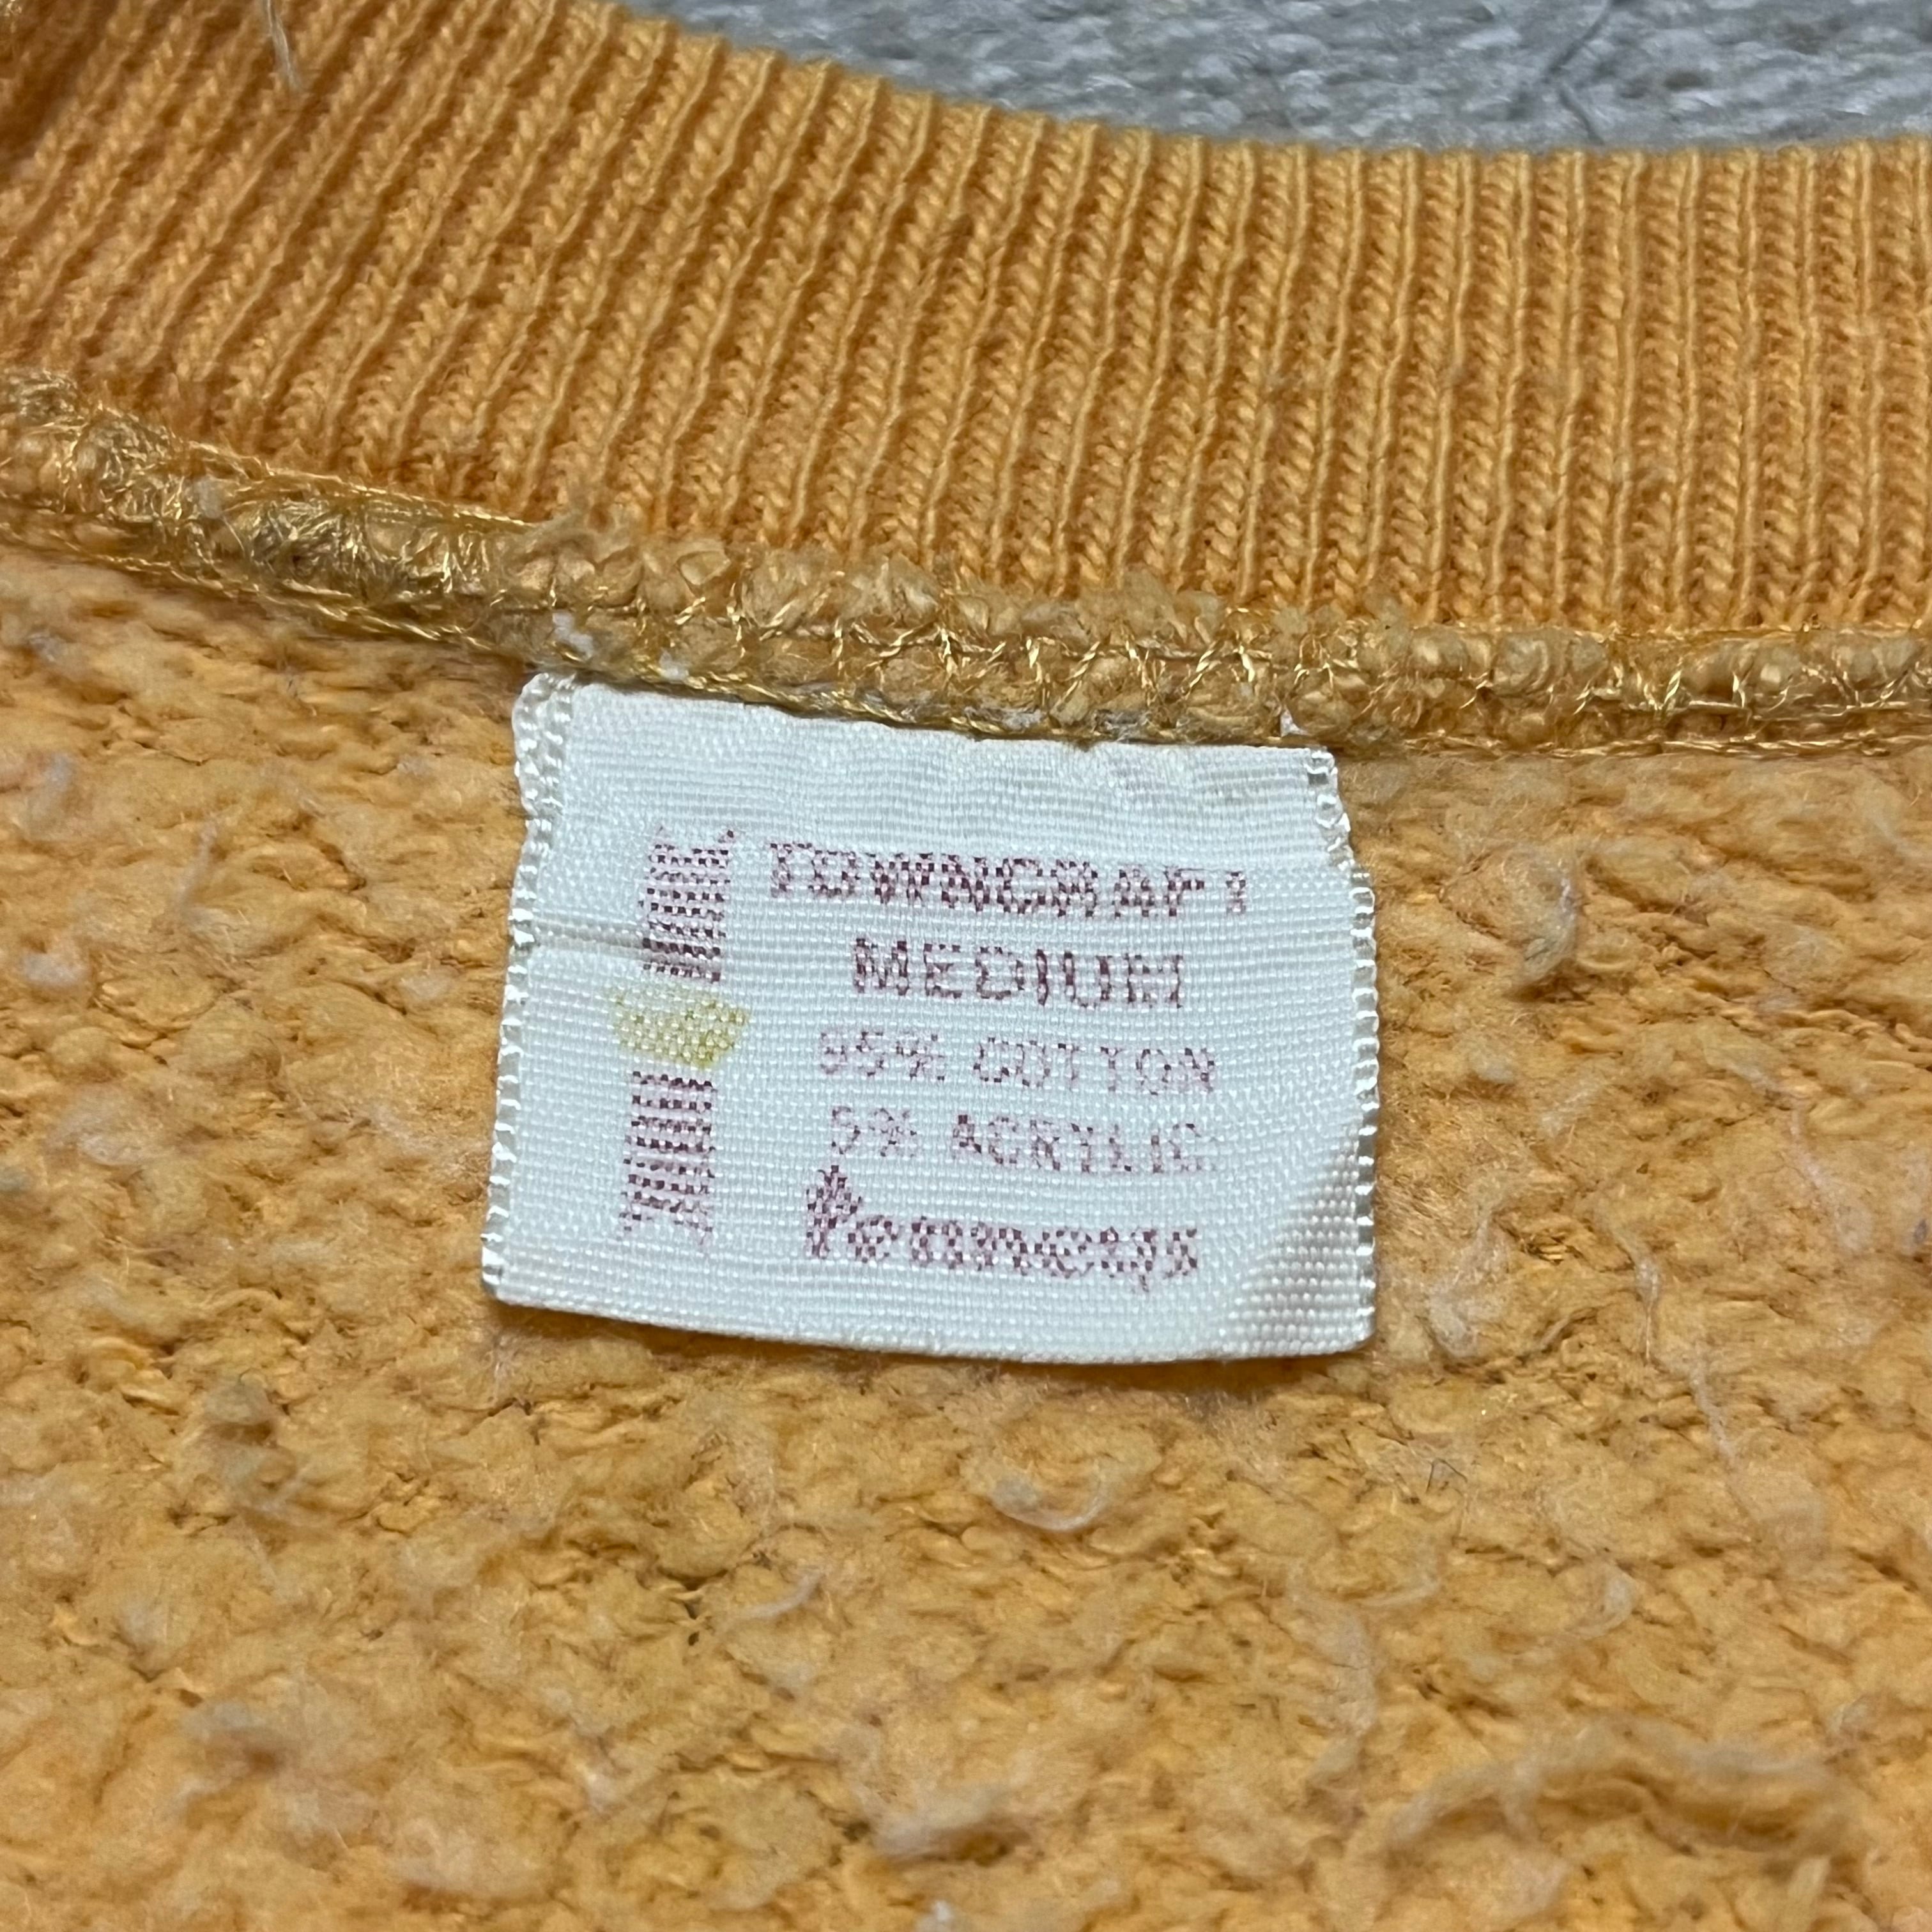 TOWNCRAFT
MEDIUM
95% COTTON
5% ACRYLIC
Penneys